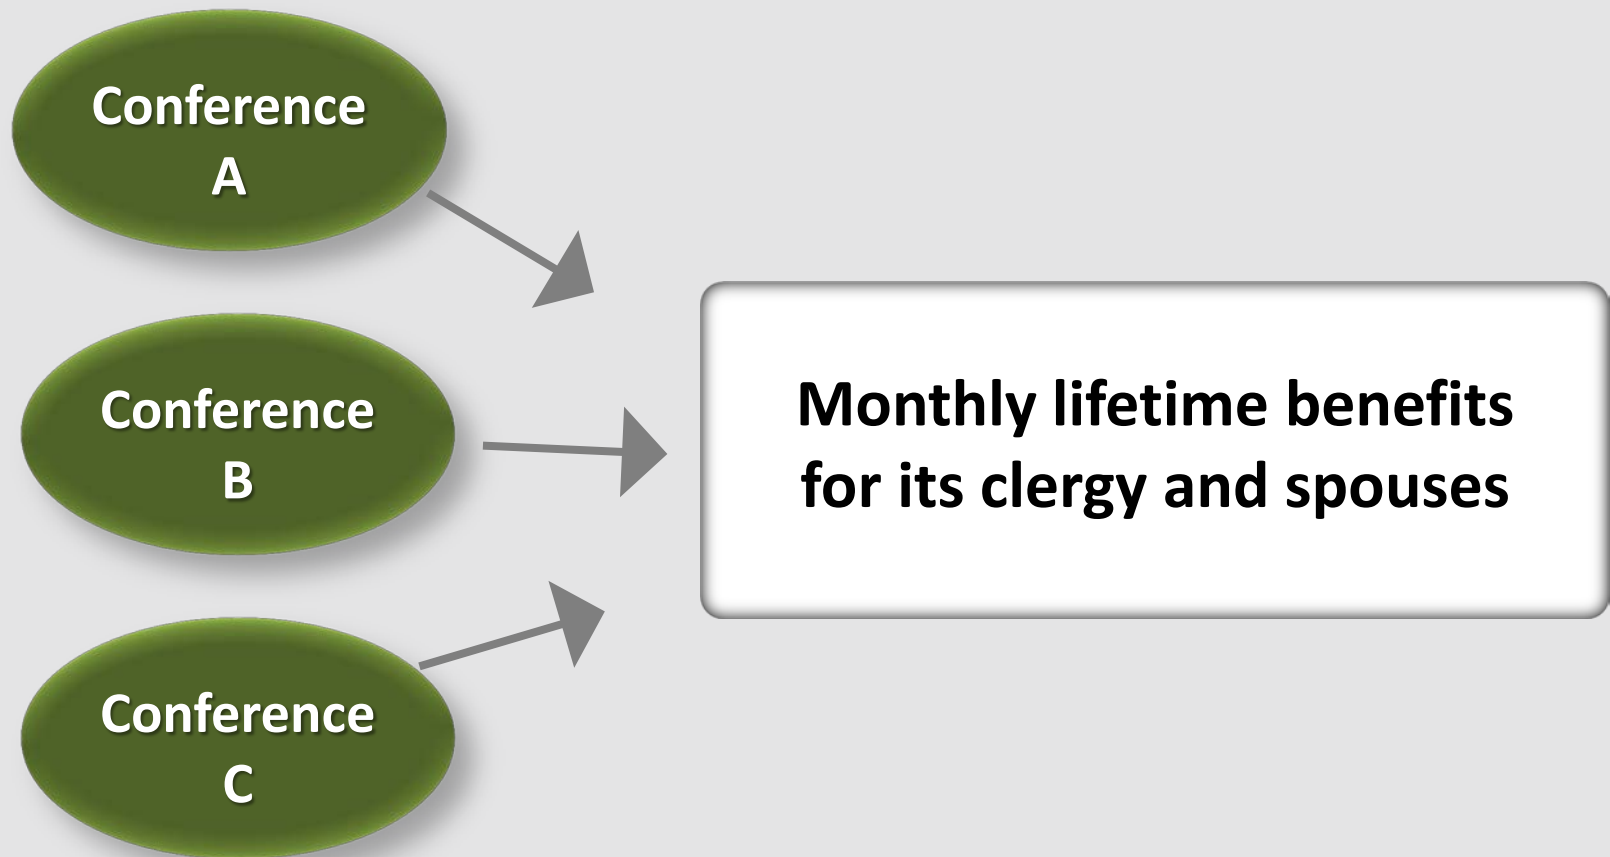 Conference
A
Conference
B
Conference
C
Monthly lifetime benefits
for its clergy and spouses